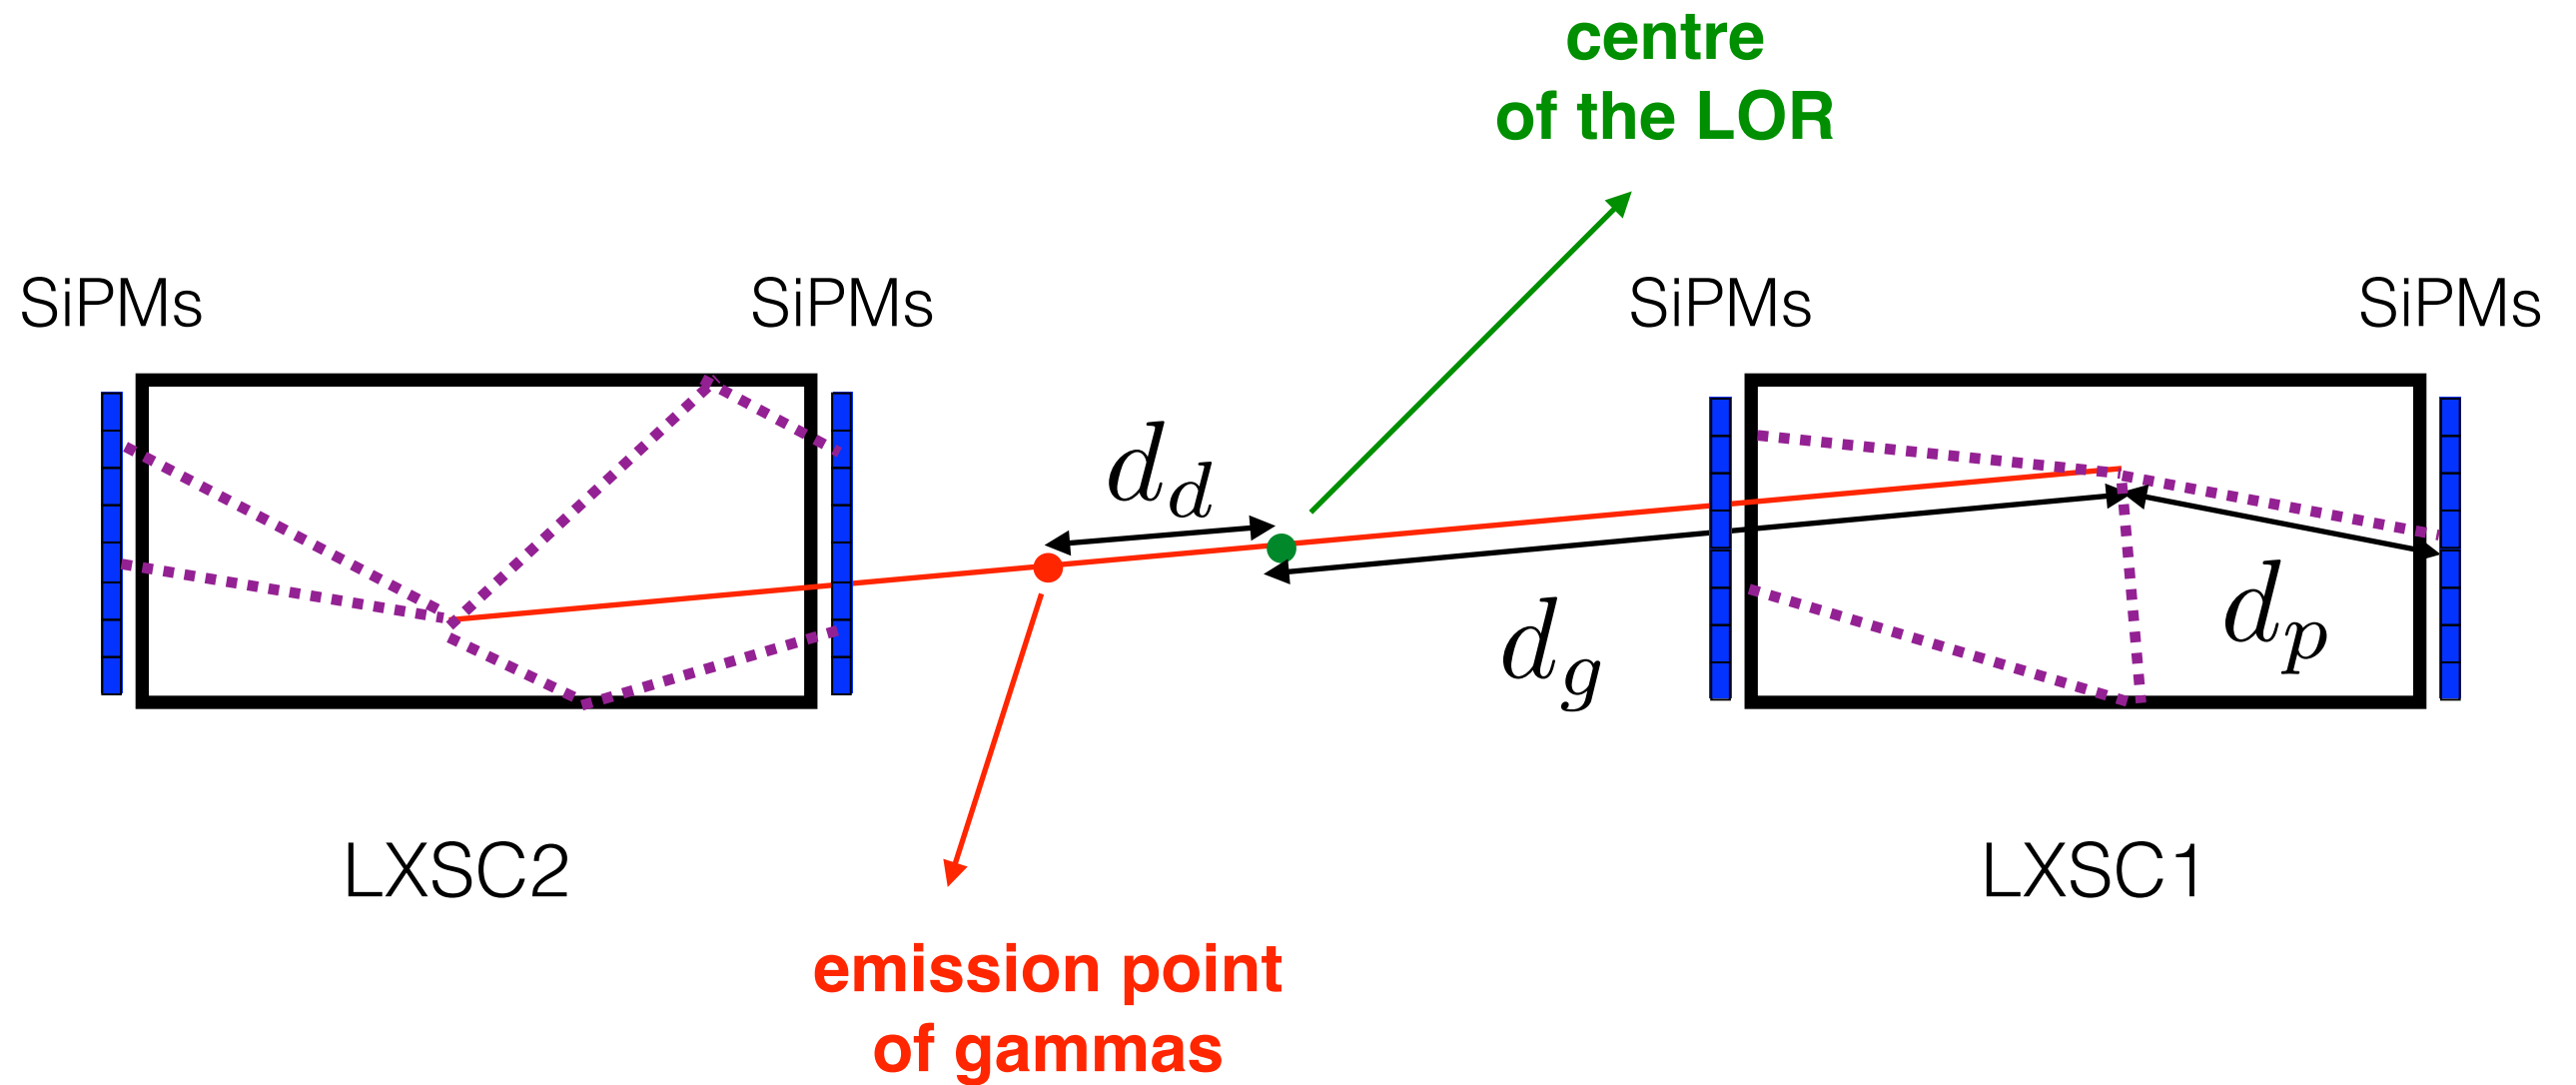 centre
of the LOR
SiPMs
SiPMs
SiPMs
SiPMs
d_d
d_g
d_p
LXSC2
LXSC1
emission point
of gammas